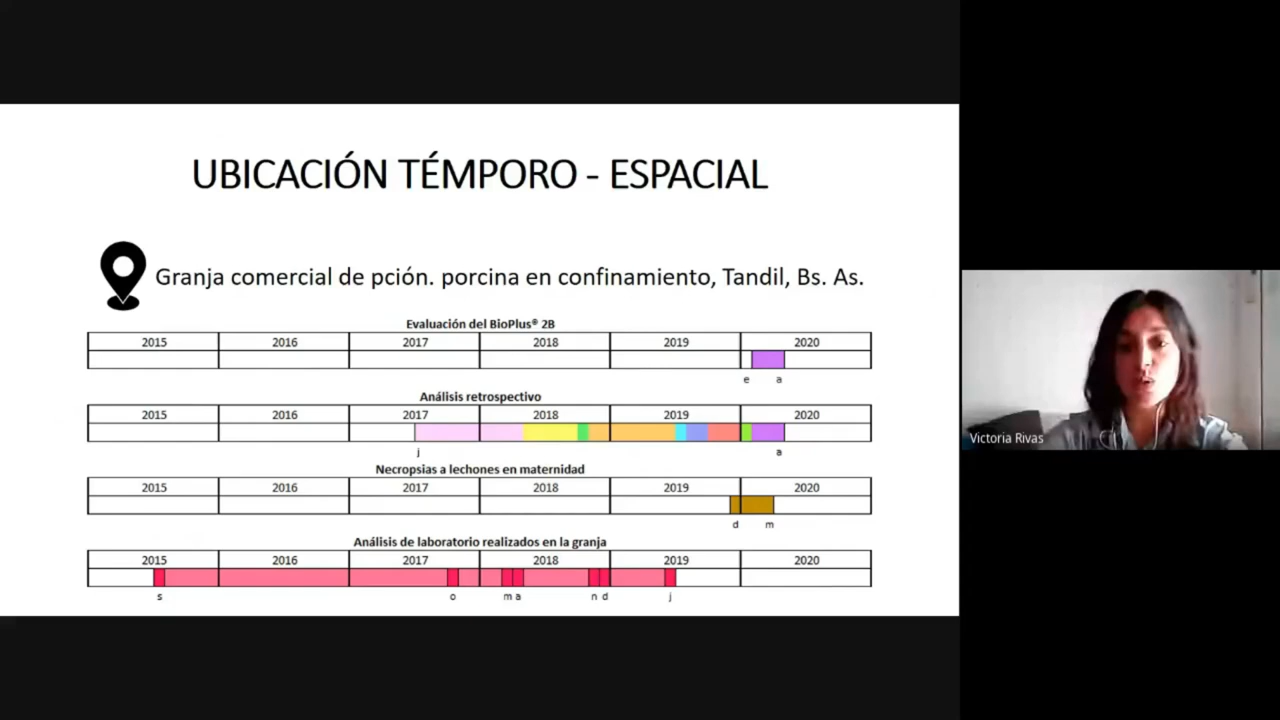 UBICACIÓN TÉMPORO - ESPACIAL
Granja comercial de pción. porcina en confinamiento, Tandil, Bs. As.
Evaluación del BioPlus® 2B
2015 2016 2017 2018 2019 2020
e a
Análisis retrospectivo
2015 2016 2017 2018 2019 2020
j a
Necropsias a lechones en maternidad
2015 2016 2017 2018 2019 2020
d m
Análisis de laboratorio realizados en la granja
2015 2016 2017 2018 2019 2020
s o m a n d j
Victoria Rivas